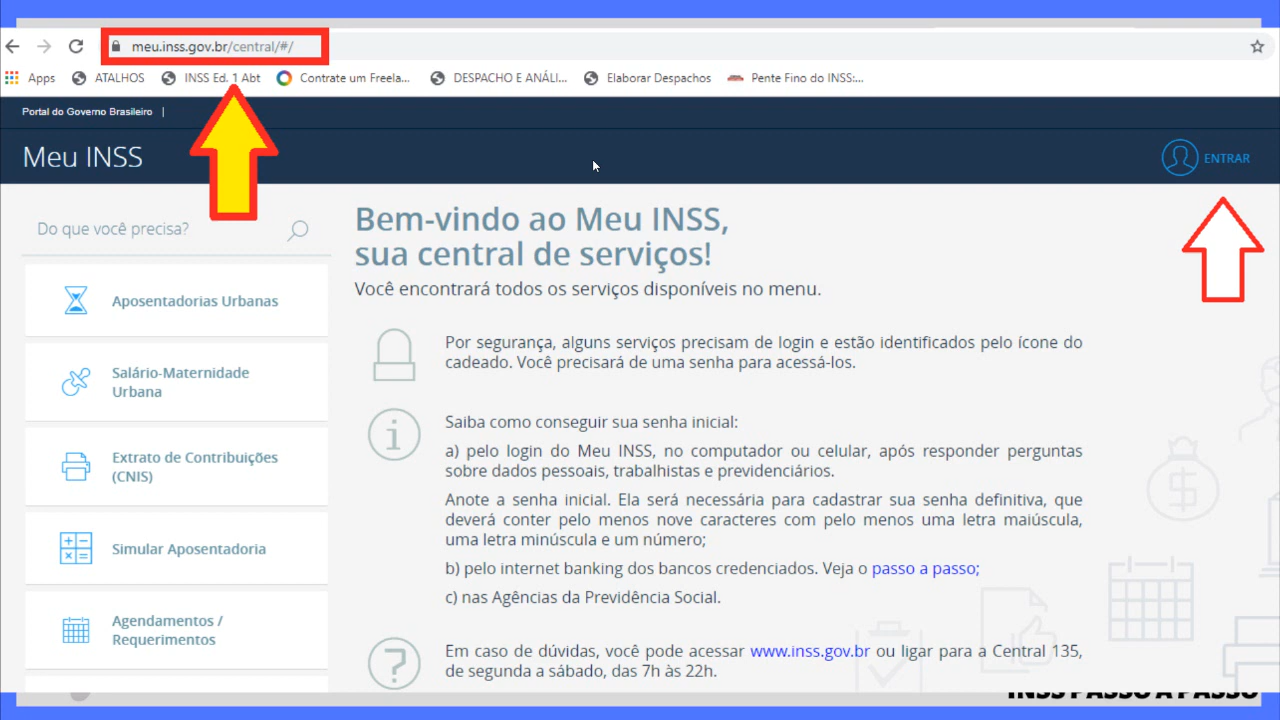 meu.inss.gov.br/central/#/
Apps ATALHOS INSS Ed. 1 Abt Contrate um Freela... DESPACHO E ANÁLI... Elaborar Despachos Pente Fino do INSS:...
Portal do Governo Brasileiro |
Meu INSS
ENTRAR
Do que você precisa?
Aposentadorias Urbanas
Salário-Maternidade
Urbana
Extrato de Contribuições
(CNIS)
Simular Aposentadoria
Agendamentos /
Requerimentos
Bem-vindo ao Meu INSS,
sua central de serviços!
Você encontrará todos os serviços disponíveis no menu.
Por segurança, alguns serviços precisam de login e estão identificados pelo ícone do
cadeado. Você precisará de uma senha para acessá-los.
Saiba como conseguir sua senha inicial:
a) pelo login do Meu INSS, no computador ou celular, após responder perguntas
sobre dados pessoais, trabalhistas e previdenciários.
Anote a senha inicial. Ela será necessária para cadastrar sua senha definitiva, que
deverá conter pelo menos nove caracteres com pelo menos uma letra maiúscula,
uma letra minúscula e um número;
b) pelo internet banking dos bancos credenciados. Veja o passo a passo;
c) nas Agências da Previdência Social.
Em caso de dúvidas, você pode acessar www.inss.gov.br ou ligar para a Central 135,
de segunda a sábado, das 7h às 22h.
INSS PASSO A PASSO